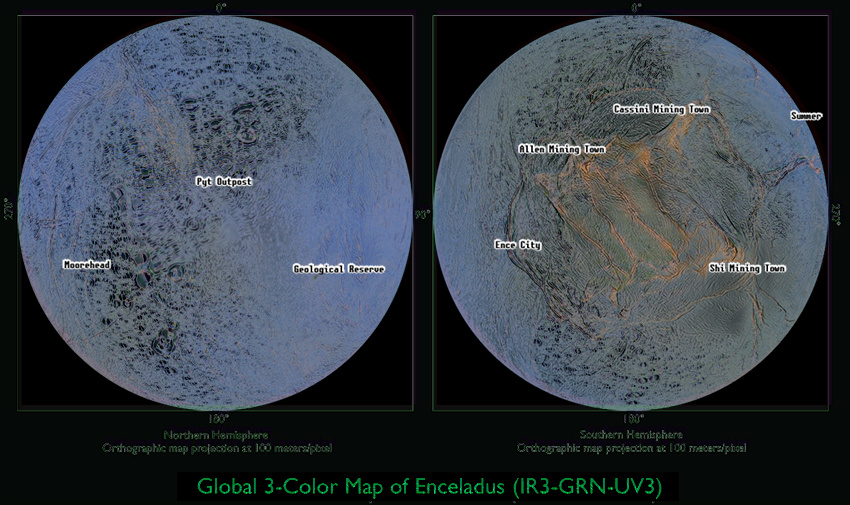 0° 0°
Cassini Mining Town
Summer
Allen Mining Town
Pyt Outpost
270° 90° 270°
Ence City
Moorehead Geological Reserve Shi Mining Town
180° 180°
Northern Hemisphere Southern Hemisphere
Orthographic map projection at 100 meters/pixel Orthographic map projection at 100 meters/pixel
Global 3-Color Map of Enceladus (IR3-GRN-UV3)